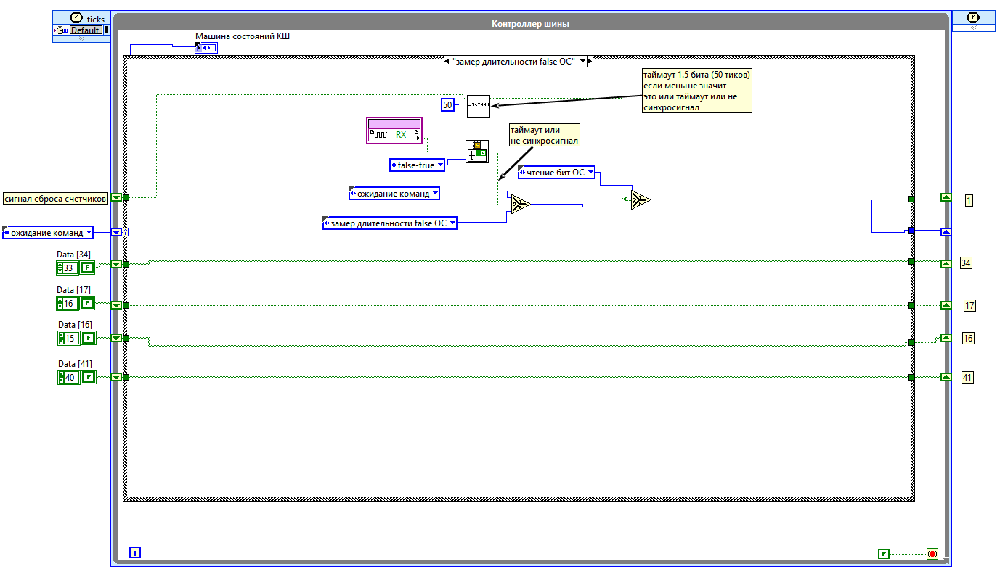 ticks
Default
Контроллер шины
Машина состояний КШ
"замер длительности false ОС"
таймаут 1.5 бита (50 тиков)
если меньше значит
это или таймаут или не
синхросигнал
50
Счетчик
RX
таймаут или
не синхросигнал
TF
false-true
чтение бит ОС
ожидание команд
T
?
F
T
?
F
замер длительности false ОС
сигнал сброса счетчиков
1
ожидание команд
?
Data [34]
33
F
34
Data [17]
16
F
17
Data [16]
15
F
16
Data [41]
40
F
41
i
F